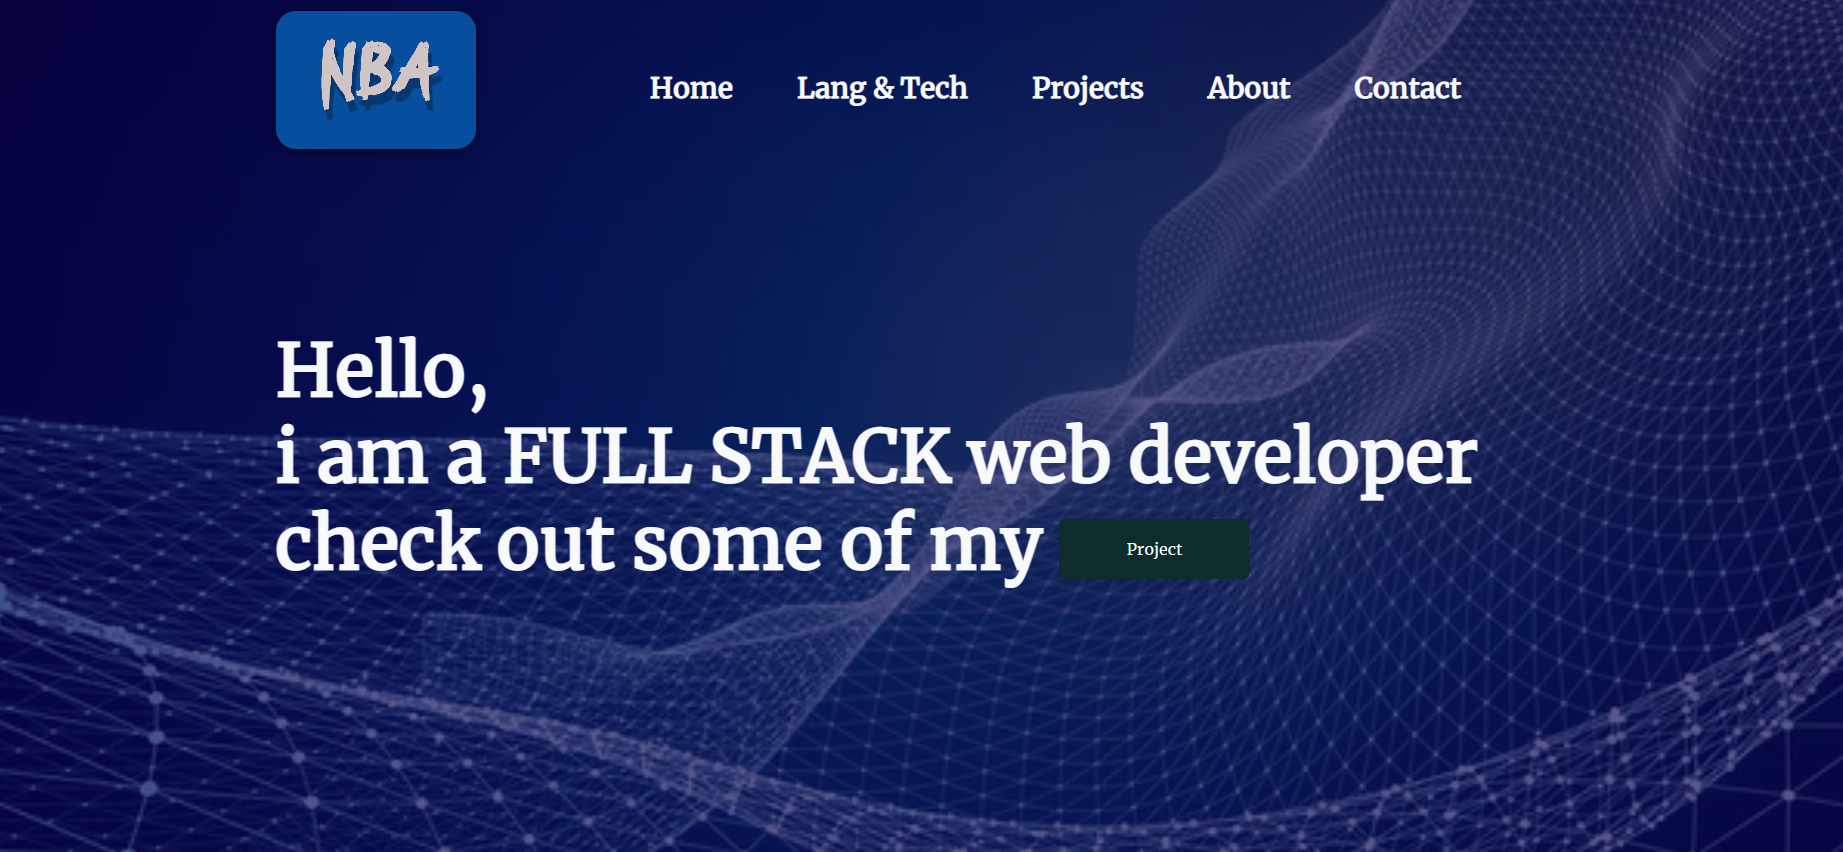 NBA
Home Lang & Tech Projects About Contact
Hello,
i am a FULL STACK web developer
check out some of my Project